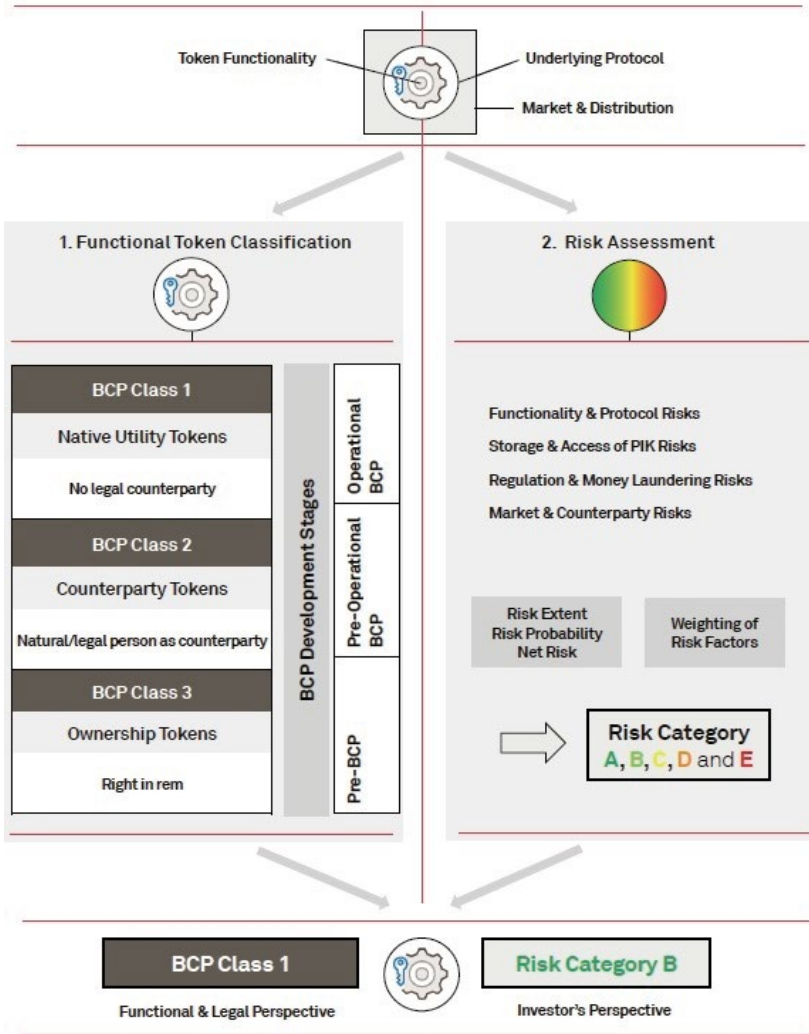 Token Functionality
Underlying Protocol
Market & Distribution
1. Functional Token Classification
BCP Class 1
Native Utility Tokens
No legal counterparty
BCP Class 2
Counterparty Tokens
Natural/legal person as counterparty
BCP Class 3
Ownership Tokens
Right in rem
BCP Development Stages
Operational
BCP
Pre-Operational
BCP
Pre-BCP
2. Risk Assessment
Functionality & Protocol Risks
Storage & Access of PIK Risks
Regulation & Money Laundering Risks
Market & Counterparty Risks
Risk Extent
Risk Probability
Net Risk
Weighting of
Risk Factors
Risk Category
A, B, C, D and E
BCP Class 1
Functional & Legal Perspective
Risk Category B
Investor's Perspective